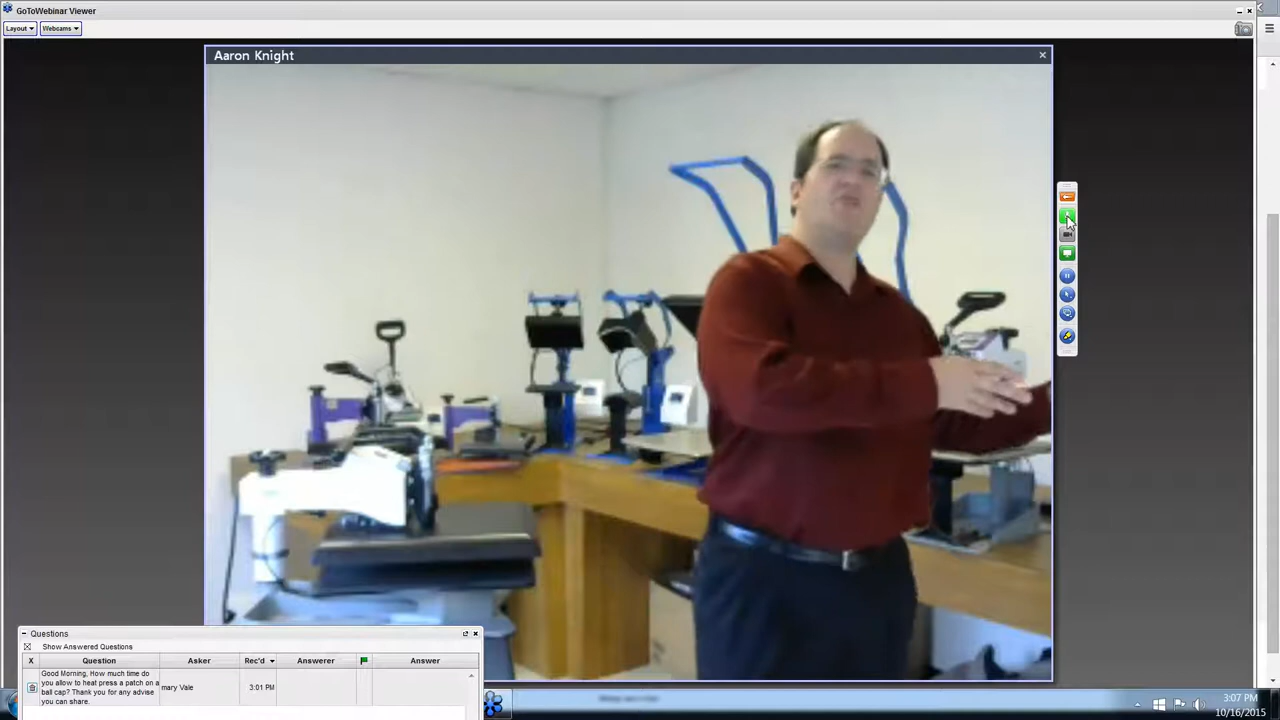 GoToWebinar Viewer
Layout
Webcams
Aaron Knight
Questions
Show Answered Questions
X Question Asker Rec'd Answerer Answer
Good Morning, How much time do
you allow to heat press a patch on a
ball cap? Thank you for any advise
you can share.
mary Vale
3:01 PM
3:07 PM
10/16/2015